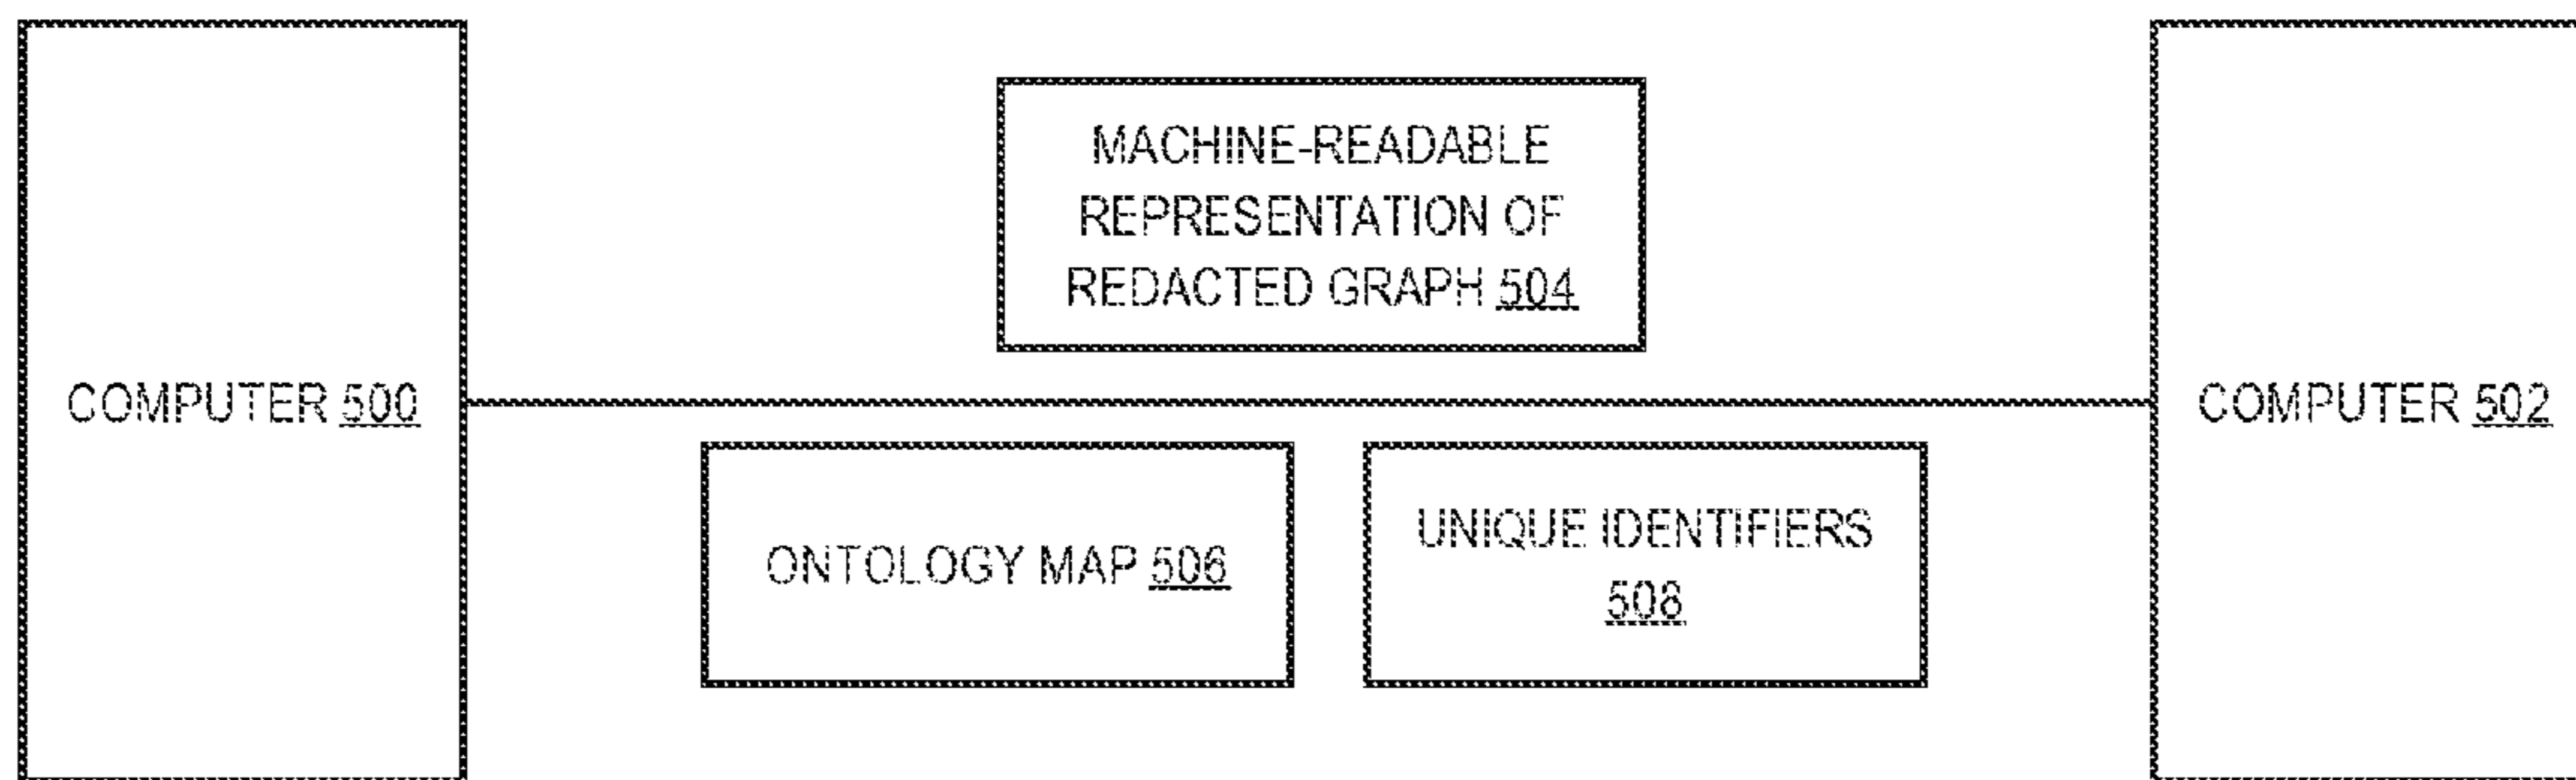 MACHINE-READABLE
REPRESENTATION OF
REDACTED GRAPH 504
COMPUTER 500
COMPUTER 502
ONTOLOGY MAP 506
UNIQUE IDENTIFIERS
508